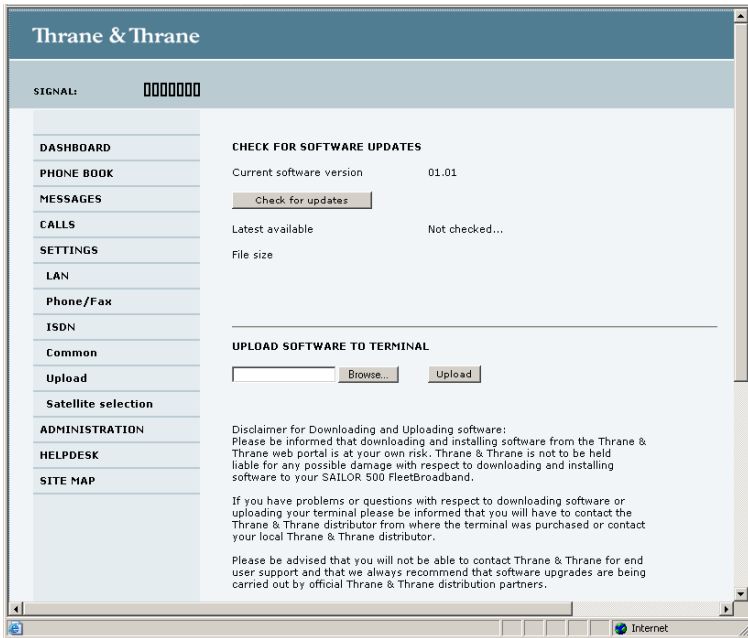 Thrane & Thrane
SIGNAL:
DASHBOARD
PHONE BOOK
MESSAGES
CALLS
SETTINGS
LAN
Phone/Fax
ISDN
Common
Upload
Satellite selection
ADMINISTRATION
HELPDESK
SITE MAP
CHECK FOR SOFTWARE UPDATES
Current software version 01.01
Check for updates
Latest available Not checked...
File size
UPLOAD SOFTWARE TO TERMINAL
Browse... Upload
Disclaimer for Downloading and Uploading software:
Please be informed that downloading and installing software from the Thrane &
Thrane web portal is at your own risk. Thrane & Thrane is not to be held
liable for any possible damage with respect to downloading and installing
software to your SAILOR 500 FleetBroadband.
If you have problems or questions with respect to downloading software or
uploading your terminal please be informed that you will have to contact the
Thrane & Thrane distributor from where the terminal was purchased or contact
your local Thrane & Thrane distributor.
Please be advised that you will not be able to contact Thrane & Thrane for end
user support and that we always recommend that software upgrades are being
carried out by official Thrane & Thrane distribution partners.
Internet